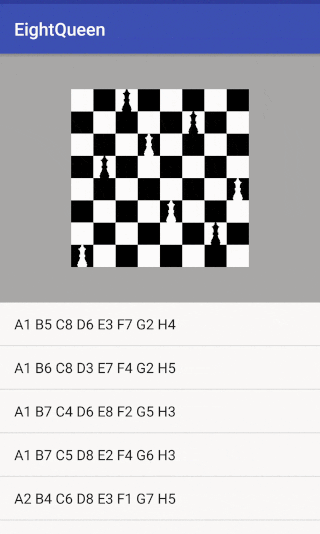 EightQueen
A1 B5 C8 D6 E3 F7 G2 H4
A1 B6 C8 D3 E7 F4 G2 H5
A1 B7 C4 D6 E8 F2 G5 H3
A1 B7 C5 D8 E2 F4 G6 H3
A2 B4 C6 D8 E3 F1 G7 H5